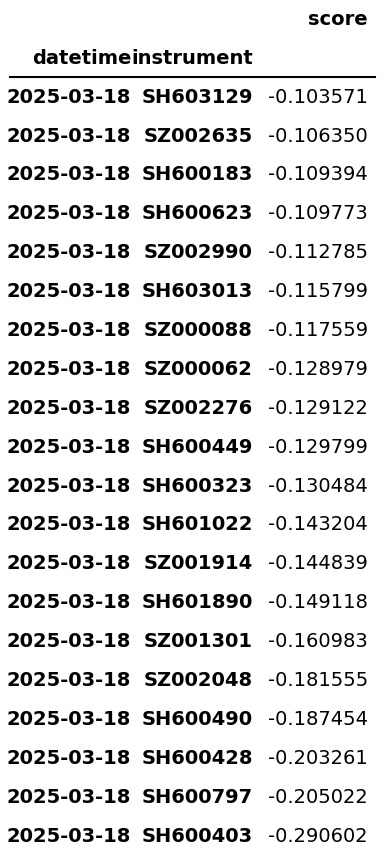 score
datetime instrument
2025-03-18 SH603129 -0.103571
2025-03-18 SZ002635 -0.106350
2025-03-18 SH600183 -0.109394
2025-03-18 SH600623 -0.109773
2025-03-18 SZ002990 -0.112785
2025-03-18 SH603013 -0.115799
2025-03-18 SZ000088 -0.117559
2025-03-18 SZ000062 -0.128979
2025-03-18 SZ002276 -0.129122
2025-03-18 SH600449 -0.129799
2025-03-18 SH600323 -0.130484
2025-03-18 SH601022 -0.143204
2025-03-18 SZ001914 -0.144839
2025-03-18 SH601890 -0.149118
2025-03-18 SZ001301 -0.160983
2025-03-18 SZ002048 -0.181555
2025-03-18 SH600490 -0.187454
2025-03-18 SH600428 -0.203261
2025-03-18 SH600797 -0.205022
2025-03-18 SH600403 -0.290602